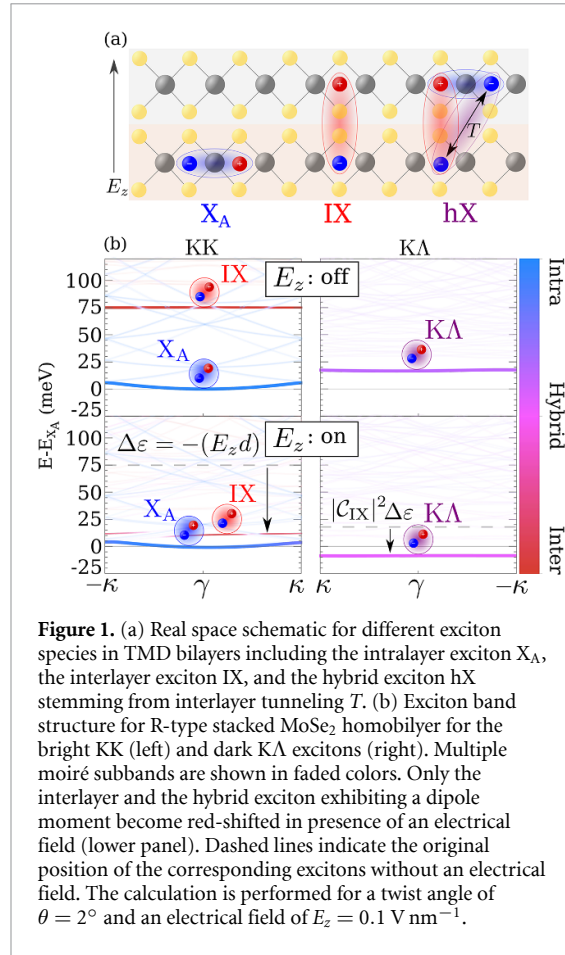 (a)
E_z
+
-
+
-
+
-
+
-
T
X_A
IX
hX
(b)
KK
KΛ
IX
E_z: off
X_A
KΛ
100
75
50
25
0
-25
E-E_{X_A} (meV)
Δε = −(E_z d)
E_z: on
X_A
IX
|C_IX|²Δε
KΛ
100
75
50
25
0
-25
−κ
γ
κ
κ
γ
−κ
Intra
Hybrid
Inter
Figure 1. (a) Real space schematic for different exciton
species in TMD bilayers including the intralayer exciton X_A,
the interlayer exciton IX, and the hybrid exciton hX
stemming from interlayer tunneling T. (b) Exciton band
structure for R-type stacked MoSe₂ homobilyer for the
bright KK (left) and dark KΛ excitons (right). Multiple
moiré subbands are shown in faded colors. Only the
interlayer and the hybrid exciton exhibiting a dipole
moment become red-shifted in presence of an electrical
field (lower panel). Dashed lines indicate the original
position of the corresponding excitons without an electrical
field. The calculation is performed for a twist angle of
θ = 2° and an electrical field of E_z = 0.1 V nm⁻¹.